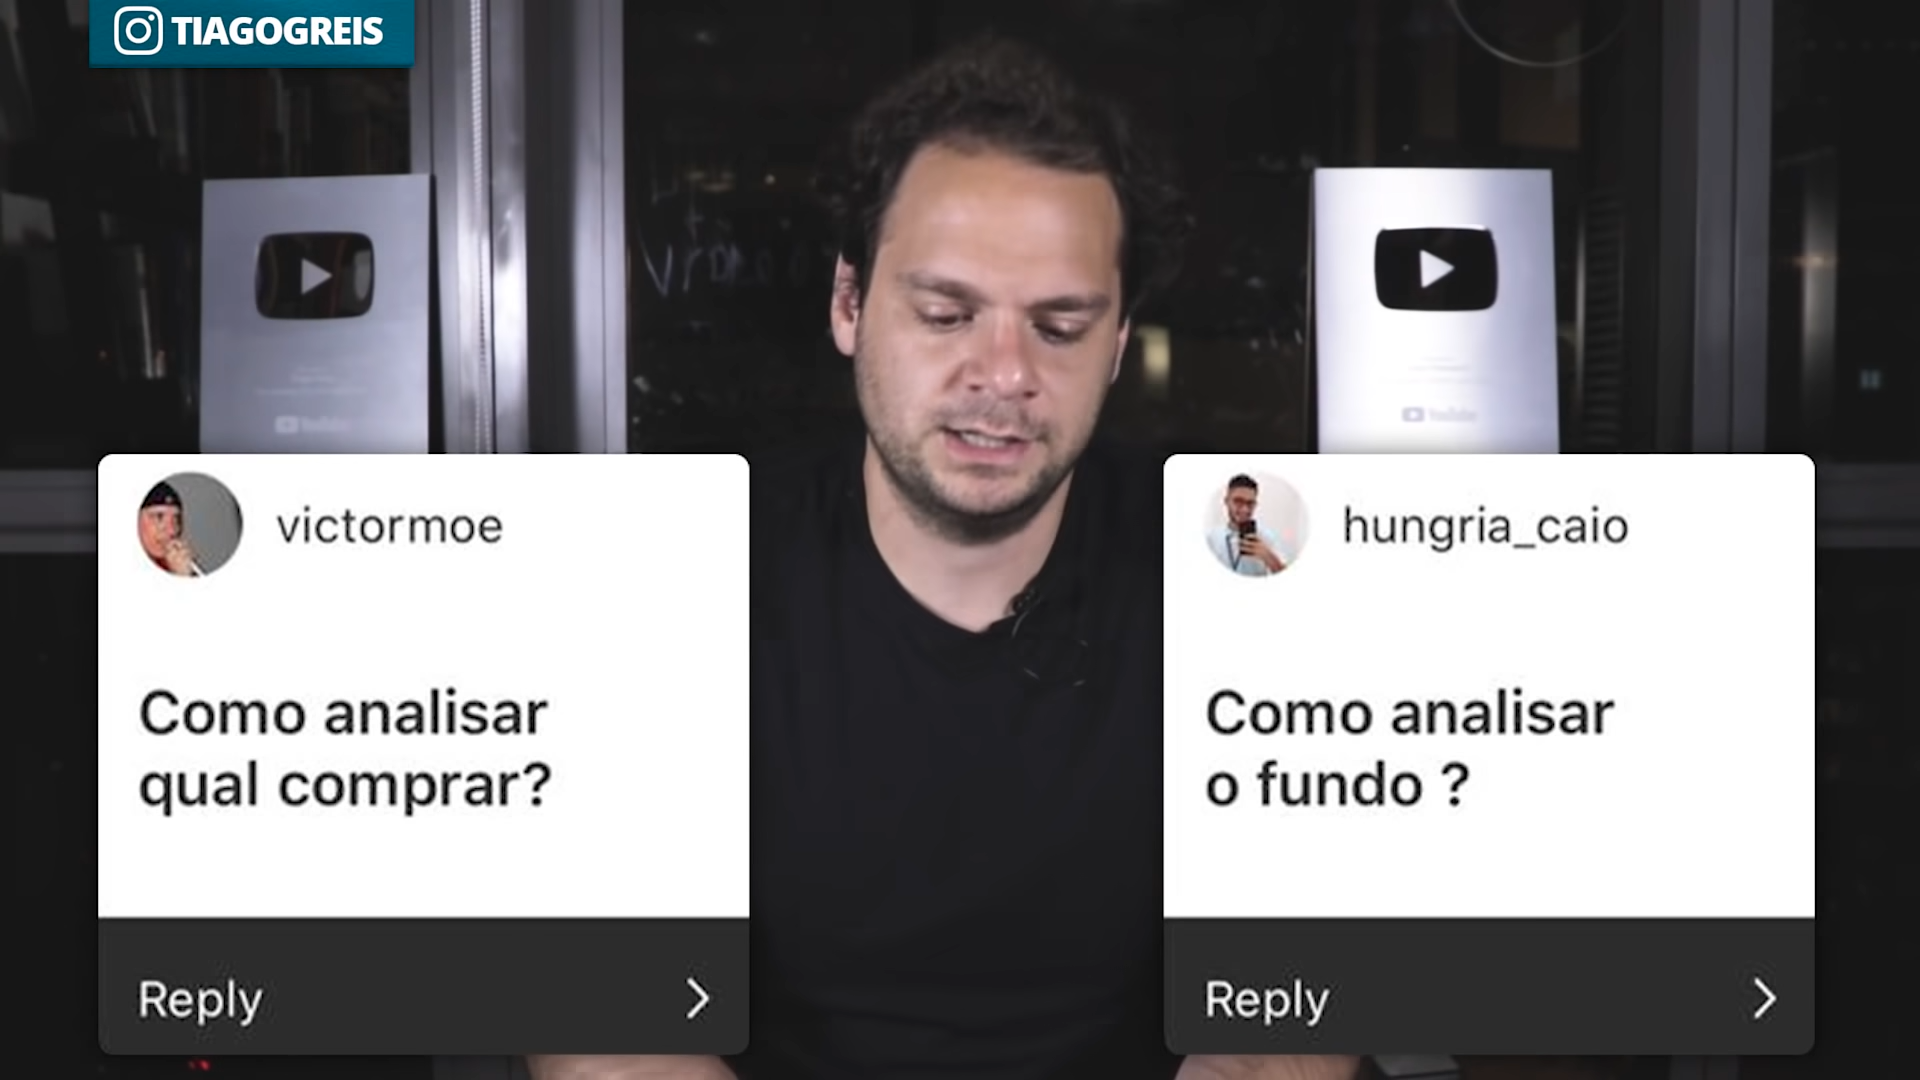 TIAGOGREIS
victormoe
Como analisar
qual comprar?
Reply
hungria_caio
Como analisar
o fundo ?
Reply